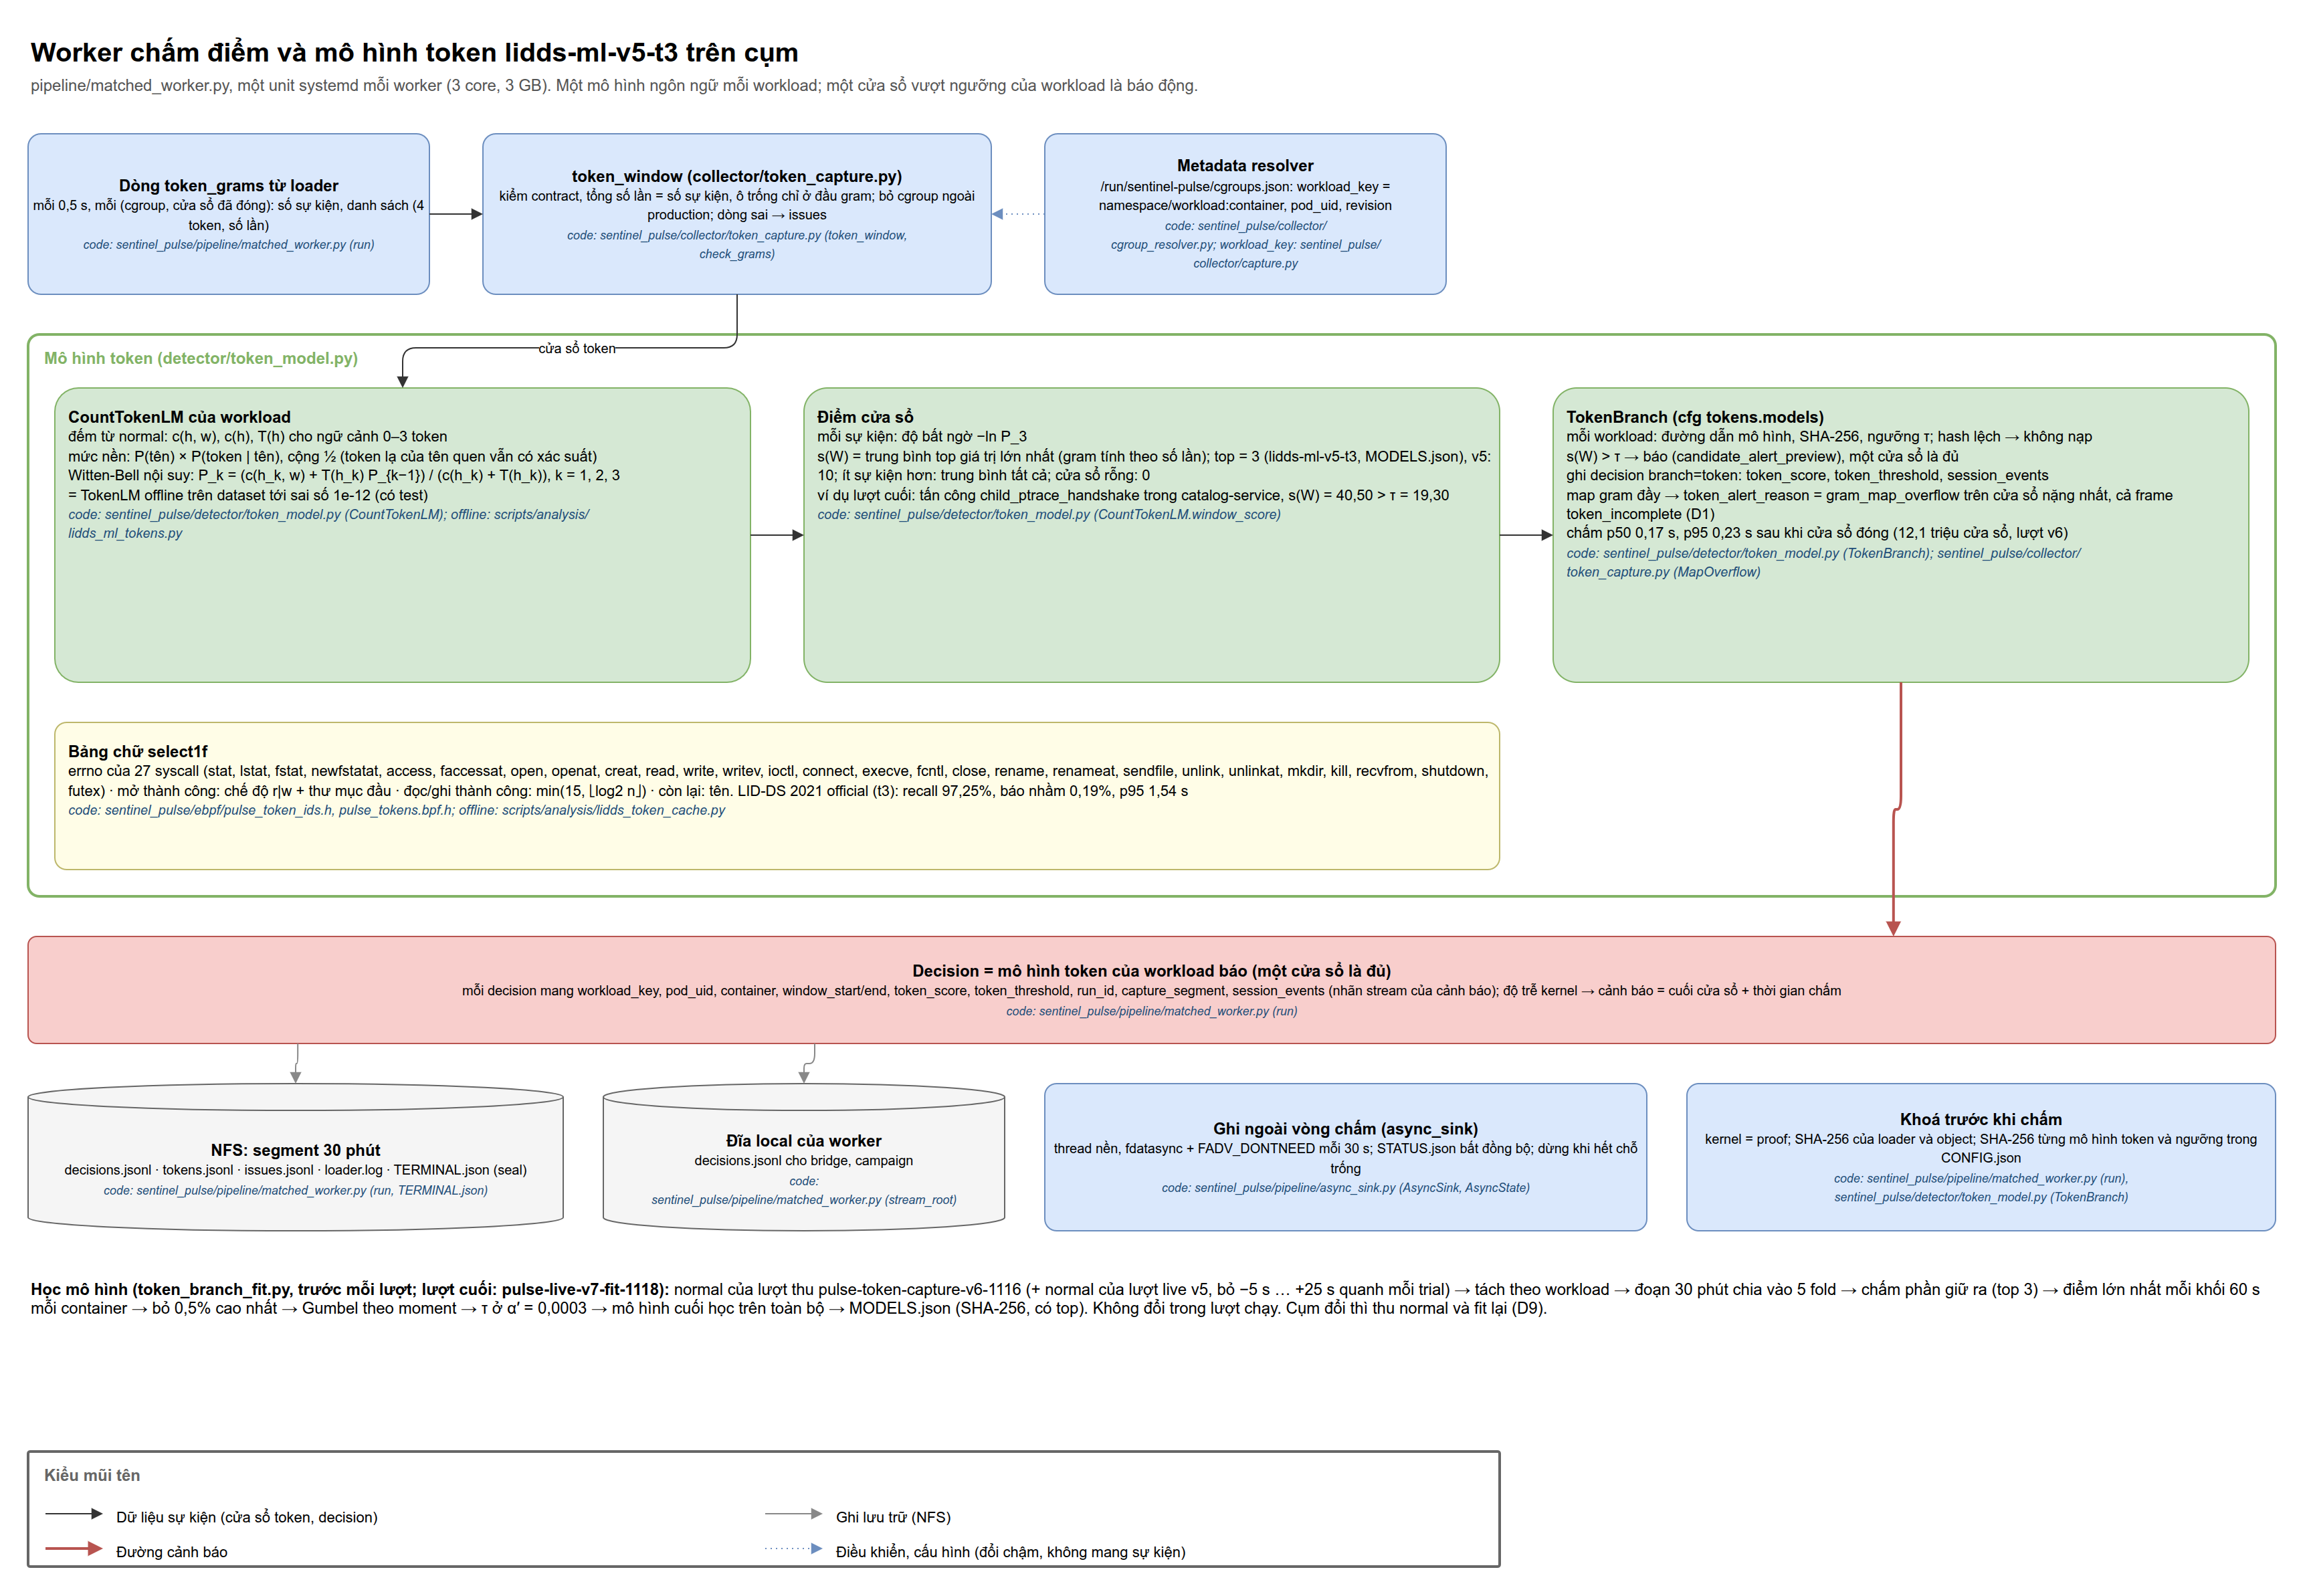 Worker chấm điểm và mô hình token lidds-ml-v5-t3 trên cụm
pipeline/matched_worker.py, một unit systemd mỗi worker (3 core, 3 GB). Một mô hình ngôn ngữ mỗi workload; một cửa sổ vượt ngưỡng của workload là báo động.
Dòng token_grams từ loader
mỗi 0,5 s, mỗi (cgroup, cửa sổ đã đóng): số sự kiện, danh sách (4
token, số lần)
code: sentinel_pulse/pipeline/matched_worker.py (run)
token_window (collector/token_capture.py)
kiểm contract, tổng số lần = số sự kiện, ô trống chỉ ở đầu gram; bỏ cgroup ngoài
production; dòng sai → issues
code: sentinel_pulse/collector/token_capture.py (token_window,
check_grams)
Metadata resolver
/run/sentinel-pulse/cgroups.json: workload_key =
namespace/workload:container, pod_uid, revision
code: sentinel_pulse/collector/
cgroup_resolver.py; workload_key: sentinel_pulse/
collector/capture.py
cửa sổ token
Mô hình token (detector/token_model.py)
CountTokenLM của workload
đếm từ normal: c(h, w), c(h), T(h) cho ngữ cảnh 0–3 token
mức nền: P(tên) × P(token | tên), cộng ½ (token lạ của tên quen vẫn có xác suất)
Witten-Bell nội suy: P_k = (c(h_k, w) + T(h_k) P_{k−1}) / (c(h_k) + T(h_k)), k = 1, 2, 3
= TokenLM offline trên dataset tới sai số 1e-12 (có test)
code: sentinel_pulse/detector/token_model.py (CountTokenLM); offline: scripts/analysis/
lidds_ml_tokens.py
Điểm cửa sổ
mỗi sự kiện: độ bất ngờ −ln P_3
s(W) = trung bình top giá trị lớn nhất (gram tính theo số lần); top = 3 (lidds-ml-v5-t3, MODELS.json), v5:
10; ít sự kiện hơn: trung bình tất cả; cửa sổ rỗng: 0
ví dụ lượt cuối: tấn công child_ptrace_handshake trong catalog-service, s(W) = 40,50 > τ = 19,30
code: sentinel_pulse/detector/token_model.py (CountTokenLM.window_score)
TokenBranch (cfg tokens.models)
mỗi workload: đường dẫn mô hình, SHA-256, ngưỡng τ; hash lệch → không nạp
s(W) > τ → báo (candidate_alert_preview), một cửa sổ là đủ
ghi decision branch=token: token_score, token_threshold, session_events
map gram đầy → token_alert_reason = gram_map_overflow trên cửa sổ nặng nhất, cả frame
token_incomplete (D1)
chấm p50 0,17 s, p95 0,23 s sau khi cửa sổ đóng (12,1 triệu cửa sổ, lượt v6)
code: sentinel_pulse/detector/token_model.py (TokenBranch); sentinel_pulse/collector/
token_capture.py (MapOverflow)
Bảng chữ select1f
errno của 27 syscall (stat, lstat, fstat, newfstatat, access, faccessat, open, openat, creat, read, write, writev, ioctl, connect, execve, fcntl, close, rename, renameat, sendfile, unlink, unlinkat, mkdir, kill, recvfrom, shutdown,
futex) · mở thành công: chế độ r|w + thư mục đầu · đọc/ghi thành công: min(15, ⌊log2 n⌋) · còn lại: tên. LID-DS 2021 official (t3): recall 97,25%, báo nhầm 0,19%, p95 1,54 s
code: sentinel_pulse/ebpf/pulse_token_ids.h, pulse_tokens.bpf.h; offline: scripts/analysis/lidds_token_cache.py
Decision = mô hình token của workload báo (một cửa sổ là đủ)
mỗi decision mang workload_key, pod_uid, container, window_start/end, token_score, token_threshold, run_id, capture_segment, session_events (nhãn stream của cảnh báo); độ trễ kernel → cảnh báo = cuối cửa sổ + thời gian chấm
code: sentinel_pulse/pipeline/matched_worker.py (run)
NFS: segment 30 phút
decisions.jsonl · tokens.jsonl · issues.jsonl · loader.log · TERMINAL.json (seal)
code: sentinel_pulse/pipeline/matched_worker.py (run, TERMINAL.json)
Đĩa local của worker
decisions.jsonl cho bridge, campaign
code:
sentinel_pulse/pipeline/matched_worker.py (stream_root)
Ghi ngoài vòng chấm (async_sink)
thread nền, fdatasync + FADV_DONTNEED mỗi 30 s; STATUS.json bất đồng bộ; dừng khi hết chỗ
trống
code: sentinel_pulse/pipeline/async_sink.py (AsyncSink, AsyncState)
Khoá trước khi chấm
kernel = proof; SHA-256 của loader và object; SHA-256 từng mô hình token và ngưỡng trong
CONFIG.json
code: sentinel_pulse/pipeline/matched_worker.py (run),
sentinel_pulse/detector/token_model.py (TokenBranch)
Học mô hình (token_branch_fit.py, trước mỗi lượt; lượt cuối: pulse-live-v7-fit-1118): normal của lượt thu pulse-token-capture-v6-1116 (+ normal của lượt live v5, bỏ −5 s … +25 s quanh mỗi trial) → tách theo workload → đoạn 30 phút chia vào 5 fold → chấm phần giữ ra (top 3) → điểm lớn nhất mỗi khối 60 s
mỗi container → bỏ 0,5% cao nhất → Gumbel theo moment → τ ở α′ = 0,0003 → mô hình cuối học trên toàn bộ → MODELS.json (SHA-256, có top). Không đổi trong lượt chạy. Cụm đổi thì thu normal và fit lại (D9).
Kiểu mũi tên
Dữ liệu sự kiện (cửa sổ token, decision)
Ghi lưu trữ (NFS)
Đường cảnh báo
Điều khiển, cấu hình (đổi chậm, không mang sự kiện)